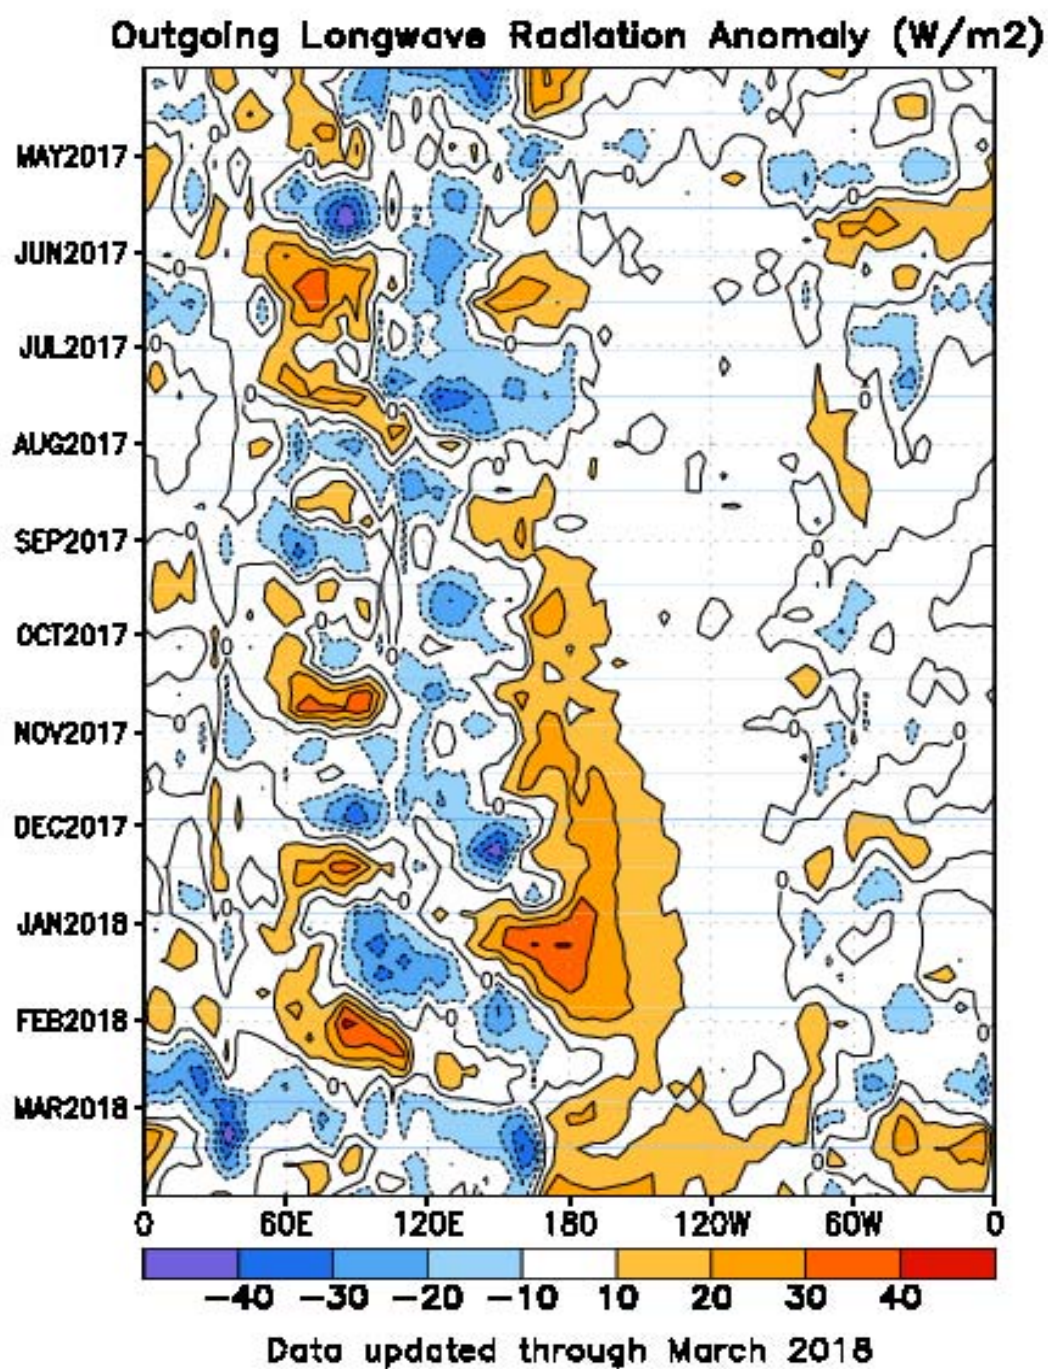 Outgoing Longwave Radiation Anomaly (W/m2)
MAY2017
JUN2017
JUL2017
AUG2017
SEP2017
OCT2017
NOV2017
DEC2017
JAN2018
FEB2018
MAR2018
0 60E 120E 180 120W 60W 0
-40 -30 -20 -10 10 20 30 40
Data updated through March 2018